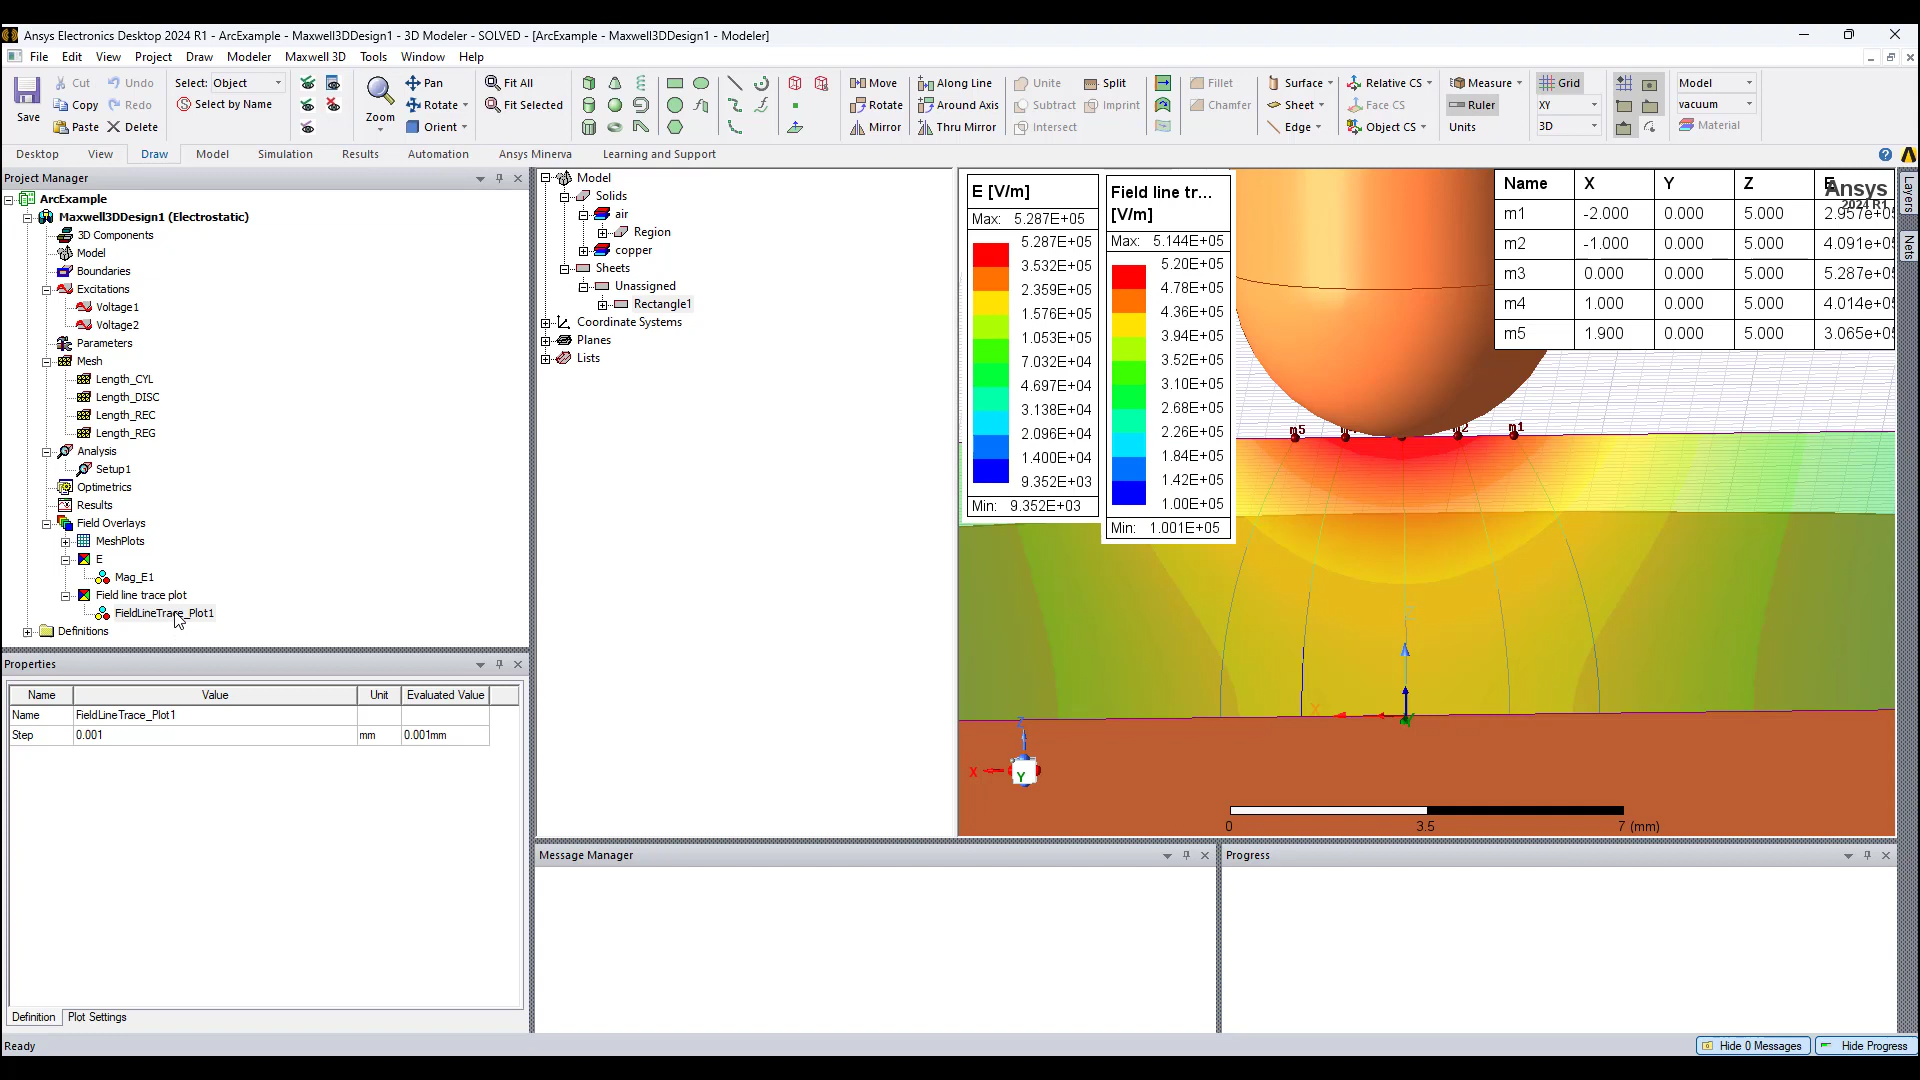 Ansys Electronics Desktop 2024 R1 - ArcExample - Maxwell3DDesign1 - 3D Modeler - SOLVED - [ArcExample - Maxwell3DDesign1 - Modeler]
File Edit View Project Draw Modeler Maxwell 3D Tools Window Help
Save Cut Undo Select: Object Pan Fit All Move Along Line Unite Split Fillet Surface Relative CS Measure Grid Model
Copy Redo Select by Name Zoom Rotate Fit Selected Rotate Around Axis Subtract Imprint Chamfer Sheet Face CS Ruler XY vacuum
Paste Delete Orient Mirror Thru Mirror Intersect Edge Object CS Units 3D Material
Desktop View Draw Model Simulation Results Automation Ansys Minerva Learning and Support
Project Manager
ArcExample
Maxwell3DDesign1 (Electrostatic)
3D Components
Model
Boundaries
Excitations
Voltage1
Voltage2
Parameters
Mesh
Length_CYL
Length_DISC
Length_REC
Length_REG
Analysis
Setup1
Optimetrics
Results
Field Overlays
MeshPlots
E
Mag_E1
Field line trace plot
FieldLineTrace_Plot1
Definitions
Properties
Name Value Unit Evaluated Value
Name FieldLineTrace_Plot1
Step 0.001 mm 0.001mm
Definition Plot Settings
Model
Solids
air
Region
copper
Sheets
Unassigned
Rectangle1
Coordinate Systems
Planes
Lists
E [V/m]
Max: 5.287E+05
5.287E+05
3.532E+05
2.359E+05
1.576E+05
1.053E+05
7.032E+04
4.697E+04
3.138E+04
2.096E+04
1.400E+04
9.352E+03
Min: 9.352E+03
Field line tr...
[V/m]
Max: 5.144E+05
5.20E+05
4.78E+05
4.36E+05
3.94E+05
3.52E+05
3.10E+05
2.68E+05
2.26E+05
1.84E+05
1.42E+05
1.00E+05
Min: 1.001E+05
Name X Y Z E
m1 -2.000 0.000 5.000 2.957e+05
m2 -1.000 0.000 5.000 4.091e+05
m3 0.000 0.000 5.000 5.287e+05
m4 1.000 0.000 5.000 4.014e+05
m5 1.900 0.000 5.000 3.065e+05
Ansys
2024 R1
Layers
Nets
m5 m2 m1
X Y
Z
X Y
0 3.5 7 (mm)
Message Manager
Progress
Ready
Hide 0 Messages Hide Progress